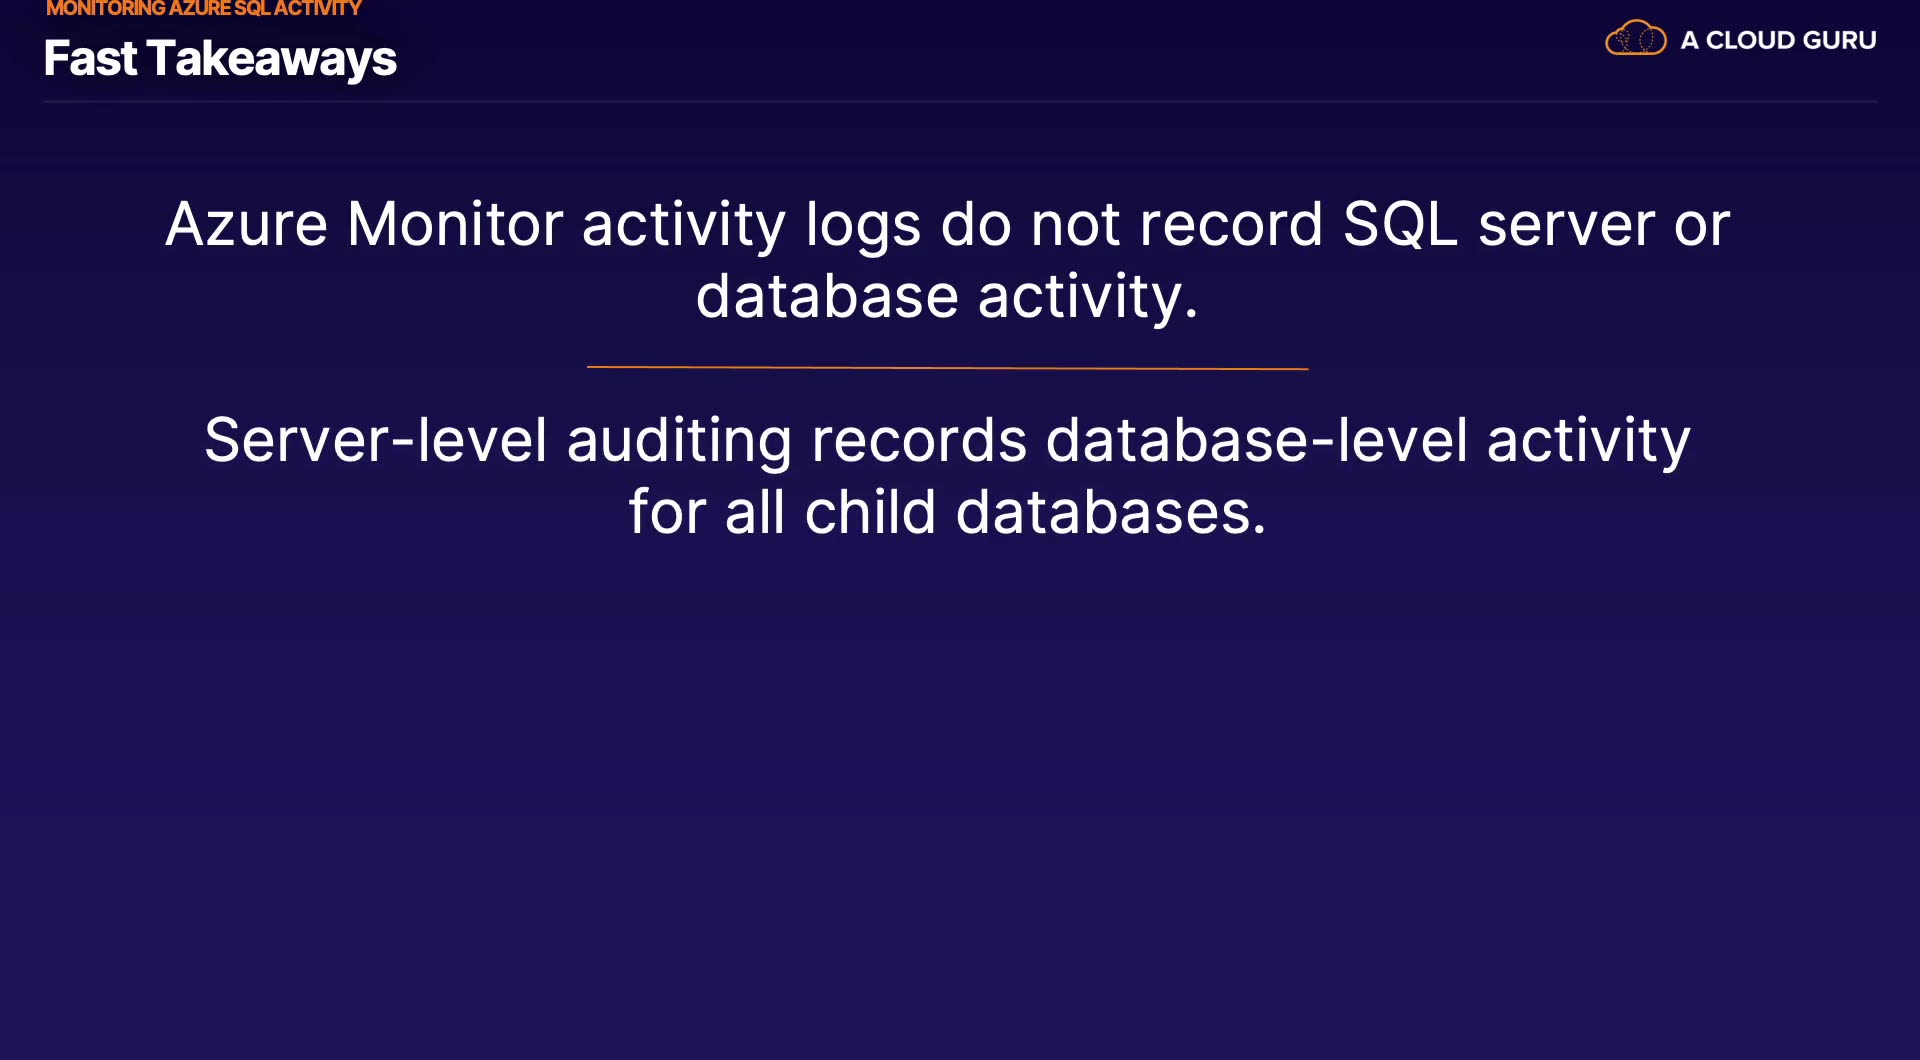 MONITORING AZURE SQL ACTIVITY
Fast Takeaways
A CLOUD GURU
Azure Monitor activity logs do not record SQL server or
database activity.
Server-level auditing records database-level activity
for all child databases.